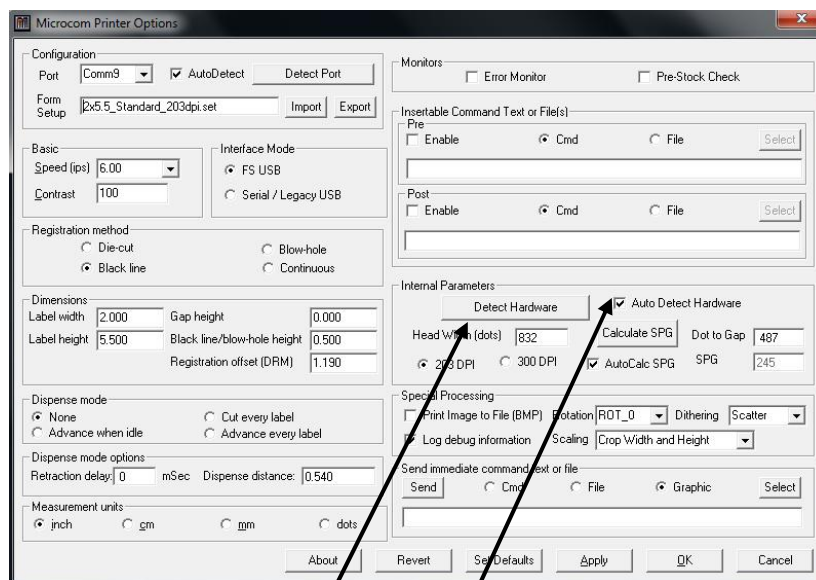 Microcom Printer Options
Configuration
Port Comm9 AutoDetect Detect Port
Form Setup 2x5.5_Standard_203dpi.set Import Export
Basic
Speed (ips) 6.00
Contrast 100
Interface Mode
FS USB
Serial / Legacy USB
Registration method
Die-cut Blow-hole
Black line Continuous
Dimensions
Label width 2.000 Gap height 0.000
Label height 5.500 Black line/blow-hole height 0.500
Registration offset (DRM) 1.190
Dispense mode
None Cut every label
Advance when idle Advance every label
Dispense mode options
Retraction delay: 0 mSec Dispense distance: 0.540
Measurement units
inch cm mm dots
Monitors
Error Monitor Pre-Stock Check
Insertable Command Text or File(s)
Pre
Enable Cmd File Select
Post
Enable Cmd File Select
Internal Parameters
Detect Hardware Auto Detect Hardware
Head Width (dots) 832 Calculate SPG Dot to Gap 487
203 DPI 300 DPI AutoCalc SPG SPG 245
Special Processing
Print Image to File (BMP) Rotation ROT_0 Dithering Scatter
Log debug information Scaling Crop Width and Height
Send immediate command text or file
Send Cmd File Graphic Select
About Revert Set Defaults Apply OK Cancel